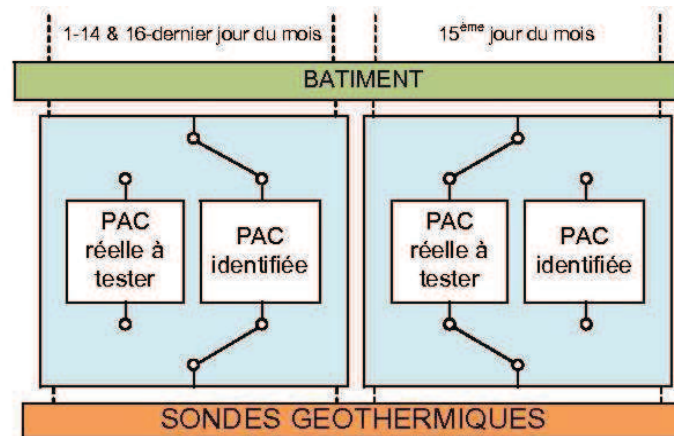 1-14 & 16-dernier jour du mois
15ème jour du mois
BATIMENT
PAC
réelle à
tester
PAC
identifiée
PAC
réelle à
tester
PAC
identifiée
SONDES GEOTHERMIQUES